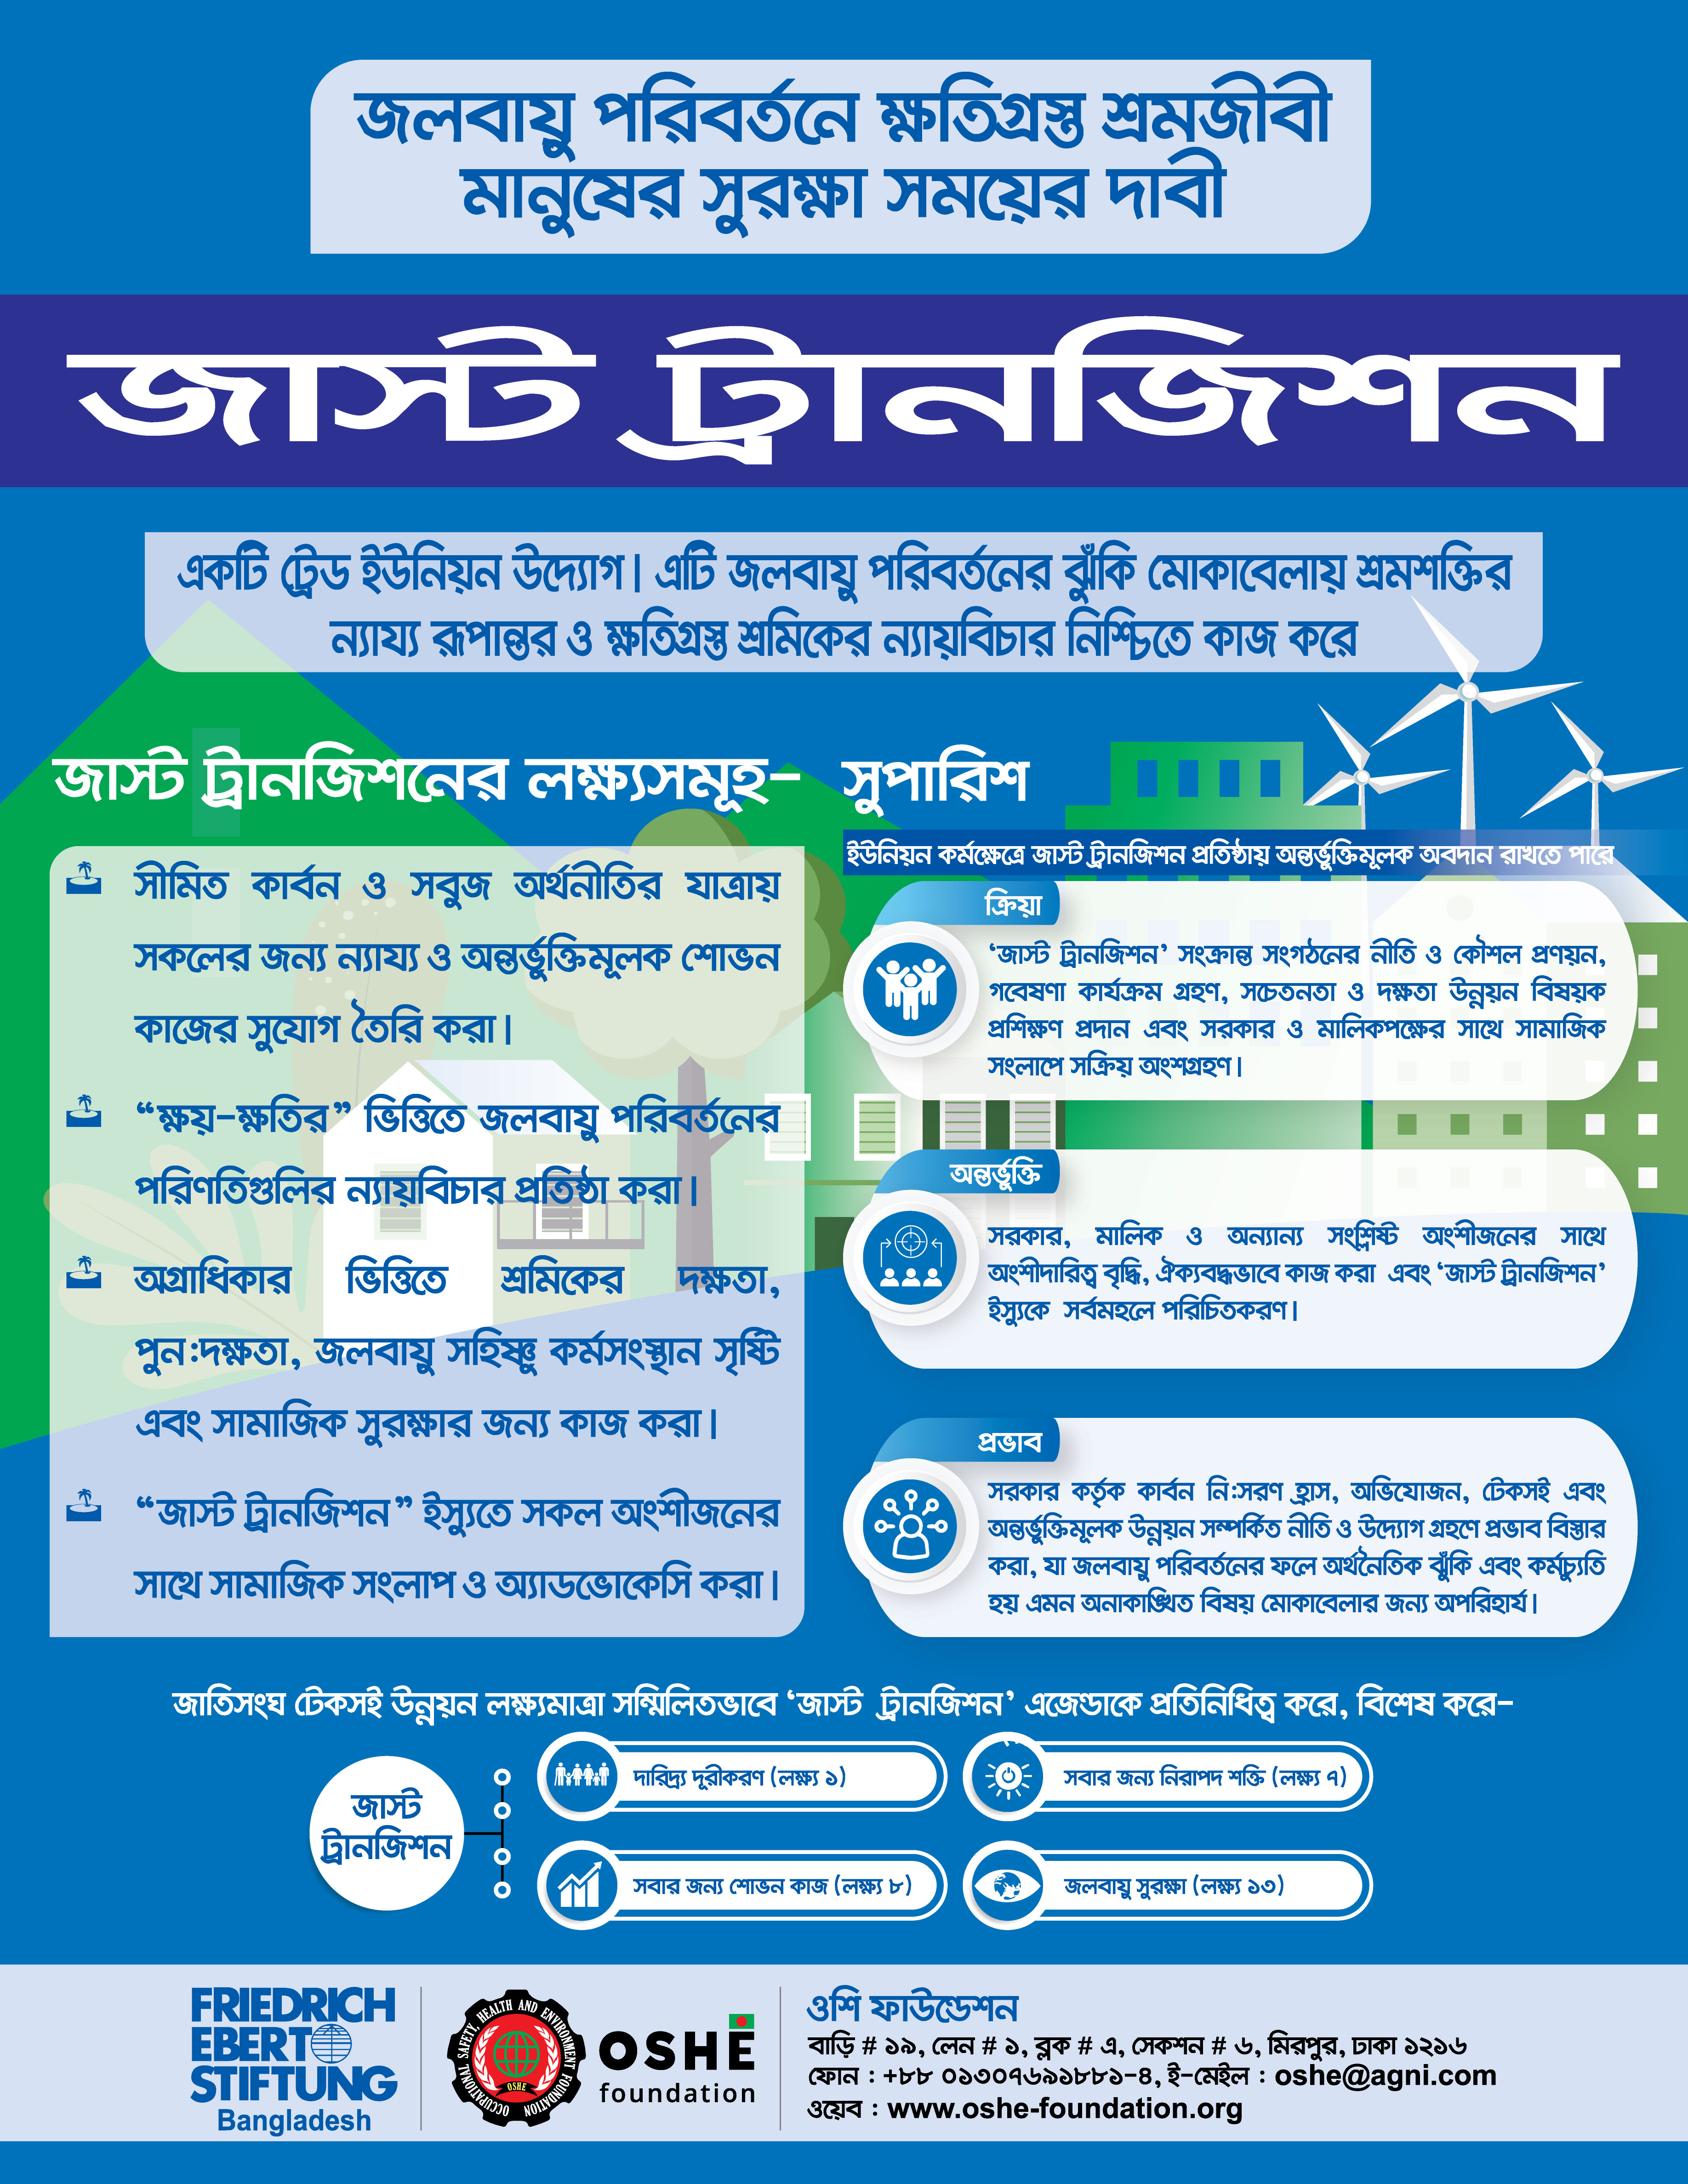 জলবায়ু পরিবর্তনে ক্ষতিগ্রস্ত শ্রমজীবী
মানুষের সুরক্ষা সময়ের দাবী
জাস্ট ট্রানজিশন
একটি ট্রেড ইউনিয়ন উদ্যোগ। এটি জলবায়ু পরিবর্তনের ঝুঁকি মোকাবেলায় শ্রমশক্তির
ন্যায্য রূপান্তর ও ক্ষতিগ্রস্ত শ্রমিকের ন্যায়বিচার নিশ্চিতে কাজ করে
জাস্ট ট্রানজিশনের লক্ষ্যসমূহ-
সীমিত কার্বন ও সবুজ অর্থনীতির যাত্রায়
সকলের জন্য ন্যায্য ও অন্তর্ভুক্তিমূলক শোভন
কাজের সুযোগ তৈরি করা।
“ক্ষয়-ক্ষতির” ভিত্তিতে জলবায়ু পরিবর্তনের
পরিণতিগুলির ন্যায়বিচার প্রতিষ্ঠা করা।
অগ্রাধিকার ভিত্তিতে শ্রমিকের দক্ষতা,
পুন:দক্ষতা, জলবায়ু সহিষ্ণু কর্মসংস্থান সৃষ্টি
এবং সামাজিক সুরক্ষার জন্য কাজ করা।
“জাস্ট ট্রানজিশন” ইস্যুতে সকল অংশীজনের
সাথে সামাজিক সংলাপ ও অ্যাডভোকেসি করা।
সুপারিশ
ইউনিয়ন কর্মক্ষেত্রে জাস্ট ট্রানজিশন প্রতিষ্ঠায় অন্তর্ভুক্তিমূলক অবদান রাখতে পারে
ক্রিয়া
‘জাস্ট ট্রানজিশন’ সংক্রান্ত সংগঠনের নীতি ও কৌশল প্রণয়ন,
গবেষণা কার্যক্রম গ্রহণ, সচেতনতা ও দক্ষতা উন্নয়ন বিষয়ক
প্রশিক্ষণ প্রদান এবং সরকার ও মালিকপক্ষের সাথে সামাজিক
সংলাপে সক্রিয় অংশগ্রহণ।
অন্তর্ভুক্তি
সরকার, মালিক ও অন্যান্য সংশ্লিষ্ট অংশীজনের সাথে
অংশীদারিত্ব বৃদ্ধি, ঐক্যবদ্ধভাবে কাজ করা এবং ‘জাস্ট ট্রানজিশন’
ইস্যুকে সর্বমহলে পরিচিতকরণ।
প্রভাব
সরকার কর্তৃক কার্বন নি:সরণ হ্রাস, অভিযোজন, টেকসই এবং
অন্তর্ভুক্তিমূলক উন্নয়ন সম্পর্কিত নীতি ও উদ্যোগ গ্রহণে প্রভাব বিস্তার
করা, যা জলবায়ু পরিবর্তনের ফলে অর্থনৈতিক ঝুঁকি এবং কর্মচ্যুতি
হয় এমন অনাকাঙ্খিত বিষয় মোকাবেলার জন্য অপরিহার্য।
জাতিসংঘ টেকসই উন্নয়ন লক্ষ্যমাত্রা সম্মিলিতভাবে ‘জাস্ট ট্রানজিশন’ এজেন্ডাকে প্রতিনিধিত্ব করে, বিশেষ করে-
জাস্ট
ট্রানজিশন
দারিদ্র্য দূরীকরণ (লক্ষ্য ১)
সবার জন্য নিরাপদ শক্তি (লক্ষ্য ৭)
সবার জন্য শোভন কাজ (লক্ষ্য ৮)
জলবায়ু সুরক্ষা (লক্ষ্য ১৩)
FRIEDRICH
EBERT
STIFTUNG
Bangladesh
OCCUPATIONAL SAFETY, HEALTH AND ENVIRONMENT FOUNDATION
OSHE
OSHE
foundation
ওশি ফাউন্ডেশন
বাড়ি # ১৯, লেন # ১, ব্লক # এ, সেকশন # ৬, মিরপুর, ঢাকা ১২১৬
ফোন : +৮৮ ০১৩০৭৬৯১৮৮১-৪, ই-মেইল : oshe@agni.com
ওয়েব : www.oshe-foundation.org